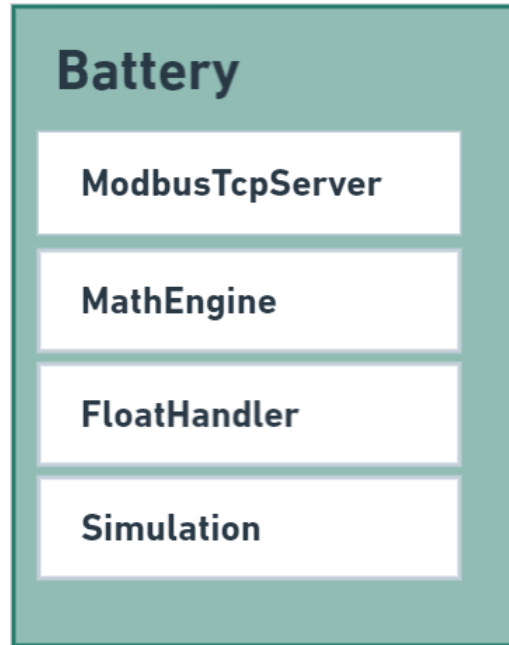 Battery
ModbusTcpServer
MathEngine
FloatHandler
Simulation